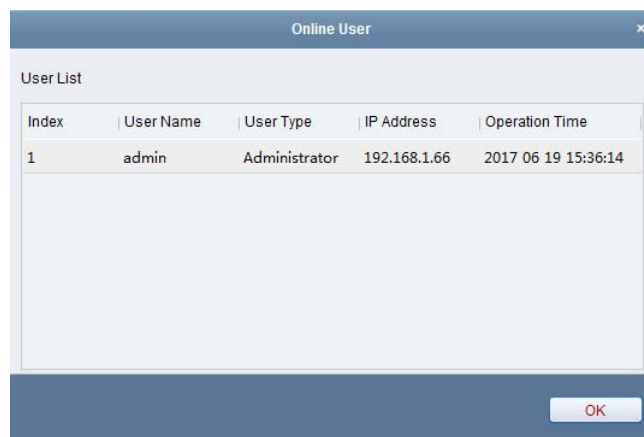 Online User ×
User List
Index User Name User Type IP Address Operation Time
1 admin Administrator 192.168.1.66 2017 06 19 15:36:14
OK